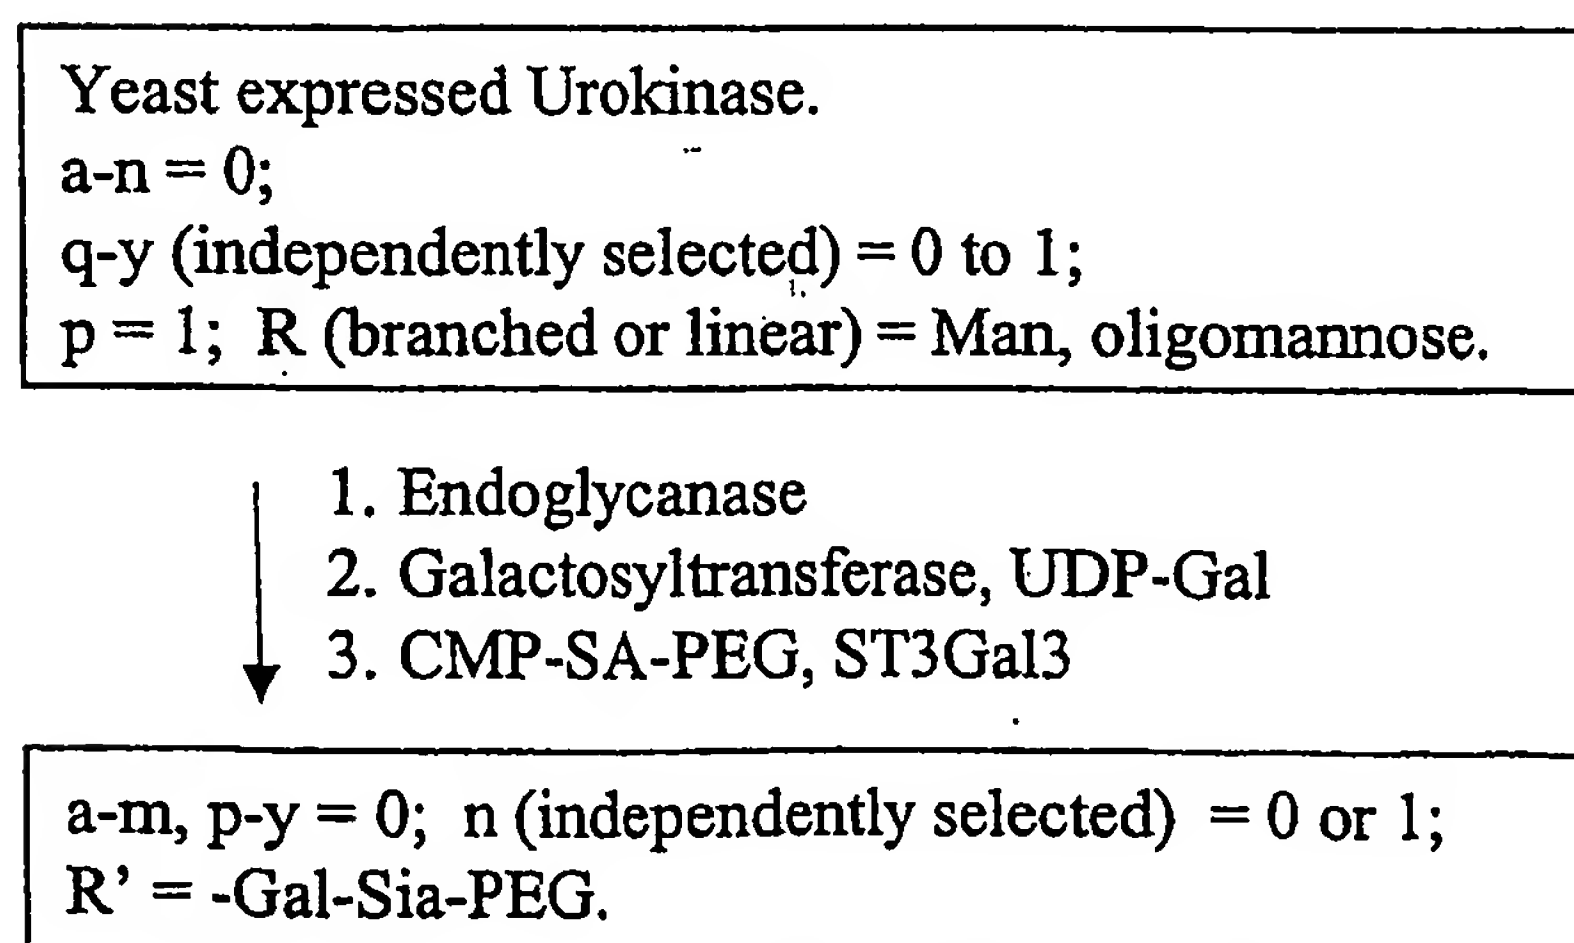 Yeast expressed Urokinase.
a-n = 0;
q-y (independently selected) = 0 to 1;
p = 1; R (branched or linear) = Man, oligomannose.
1. Endoglycanase
2. Galactosyltransferase, UDP-Gal
3. CMP-SA-PEG, ST3Gal3
a-m, p-y = 0; n (independently selected) = 0 or 1;
R’ = -Gal-Sia-PEG.